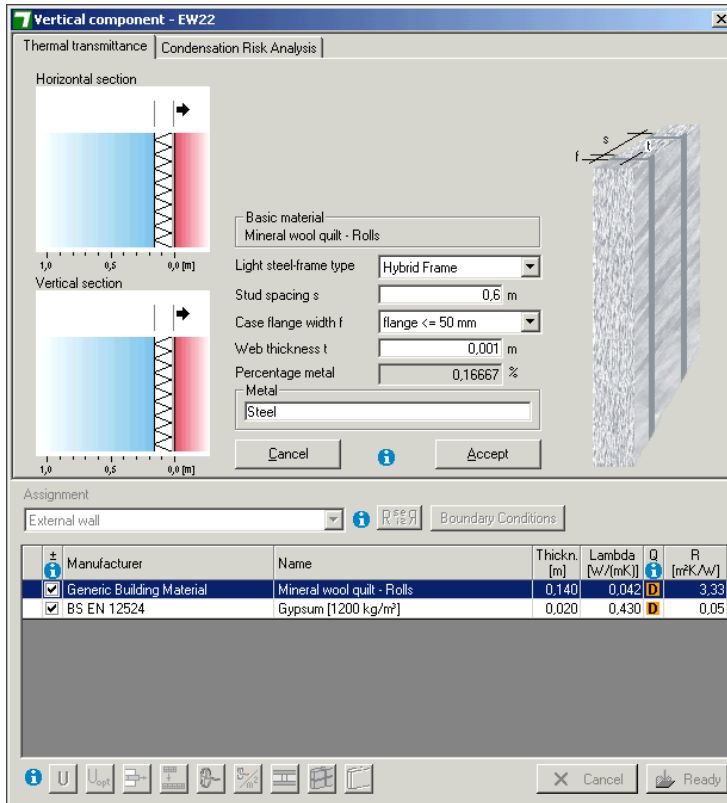 Vertical component - EW22
Thermal transmittance
Condensation Risk Analysis
Horizontal section
1,0 0,5 0,0 [m]
Vertical section
1,0 0,5 0,0 [m]
s
t
f
Basic material
Mineral wool quilt - Rolls
Light steel-frame type Hybrid Frame
Stud spacing s 0,6 m
Case flange width f flange <= 50 mm
Web thickness t 0,001 m
Percentage metal 0,16667 %
Metal
Steel
Cancel Accept
Assignment
External wall Boundary Conditions
± Manufacturer Name Thickn. [m] Lambda [W/(mK)] Q R [m²K/W]
Generic Building Material Mineral wool quilt - Rolls 0,140 0,042 D 3,33
BS EN 12524 Gypsum [1200 kg/m³] 0,020 0,430 D 0,05
U Uopt Cancel Ready